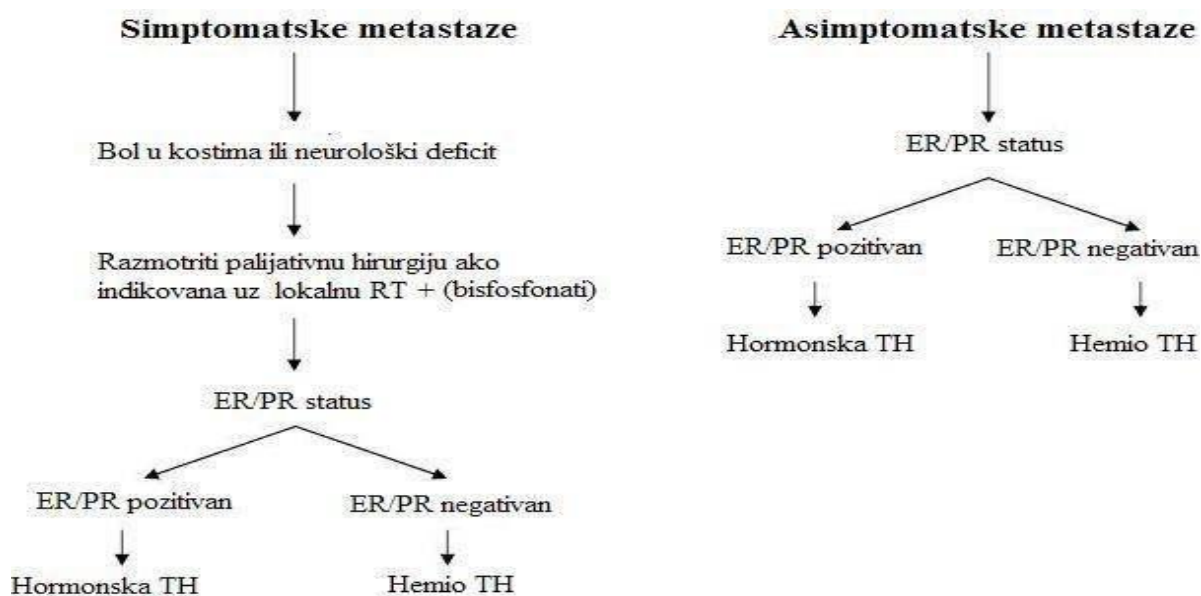 Simptomatske metastaze
Bol u kostima ili neurološki deficit
Razmotriti palijativnu hirurgiju ako
indikovana uz lokalnu RT + (bisfosfonati)
ER/PR status
ER/PR pozitivan
ER/PR negativan
Hormonska TH
Hemio TH
Asimptomatske metastaze
ER/PR status
ER/PR pozitivan
ER/PR negativan
Hormonska TH
Hemio TH